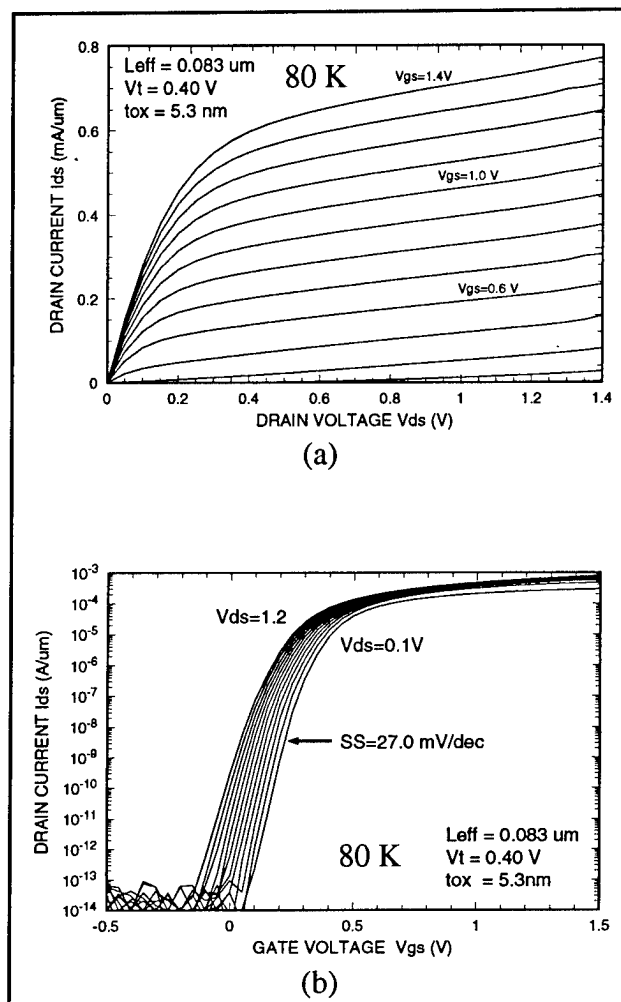 Leff = 0.083 um
Vt = 0.40 V
tox = 5.3 nm
80 K
Vgs=1.4V
Vgs=1.0 V
Vgs=0.6 V
DRAIN CURRENT Ids (mA/um)
0.8
0.6
0.4
0.2
0
0 0.2 0.4 0.6 0.8 1.0 1.2 1.4
DRAIN VOLTAGE Vds (V)
(a)
DRAIN CURRENT Ids (A/um)
10-3
10-4
10-5
10-6
10-7
10-8
10-9
10-10
10-11
10-12
10-13
10-14
Vds=1.2
Vds=0.1V
SS=27.0 mV/dec
80 K
Leff = 0.083 um
Vt = 0.40 V
tox = 5.3nm
-0.5 0 0.5 1 1.5
GATE VOLTAGE Vgs (V)
(b)